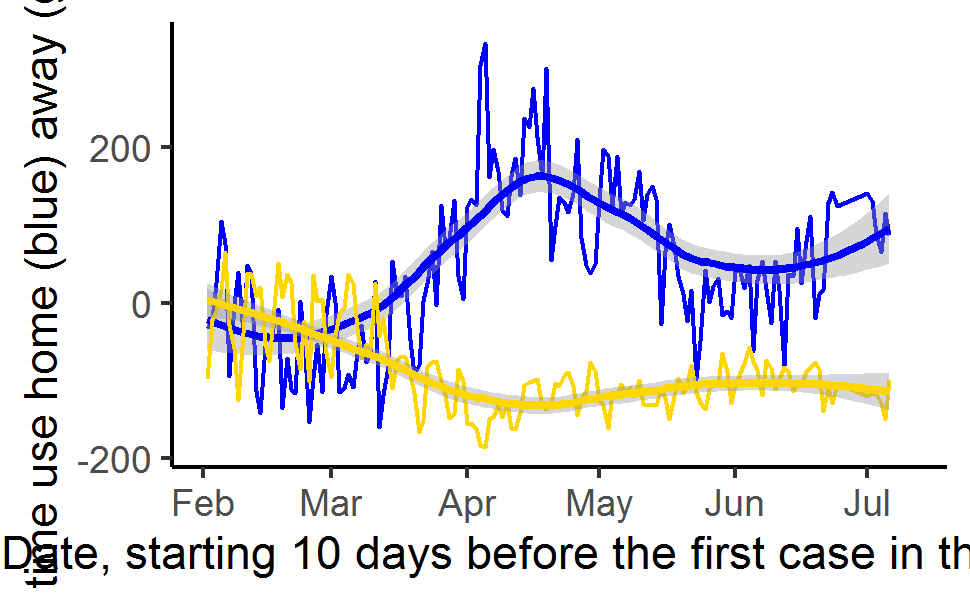 time use home (blue) away (
200
0
-200
Feb Mar Apr May Jun Jul
Date, starting 10 days before the first case in th